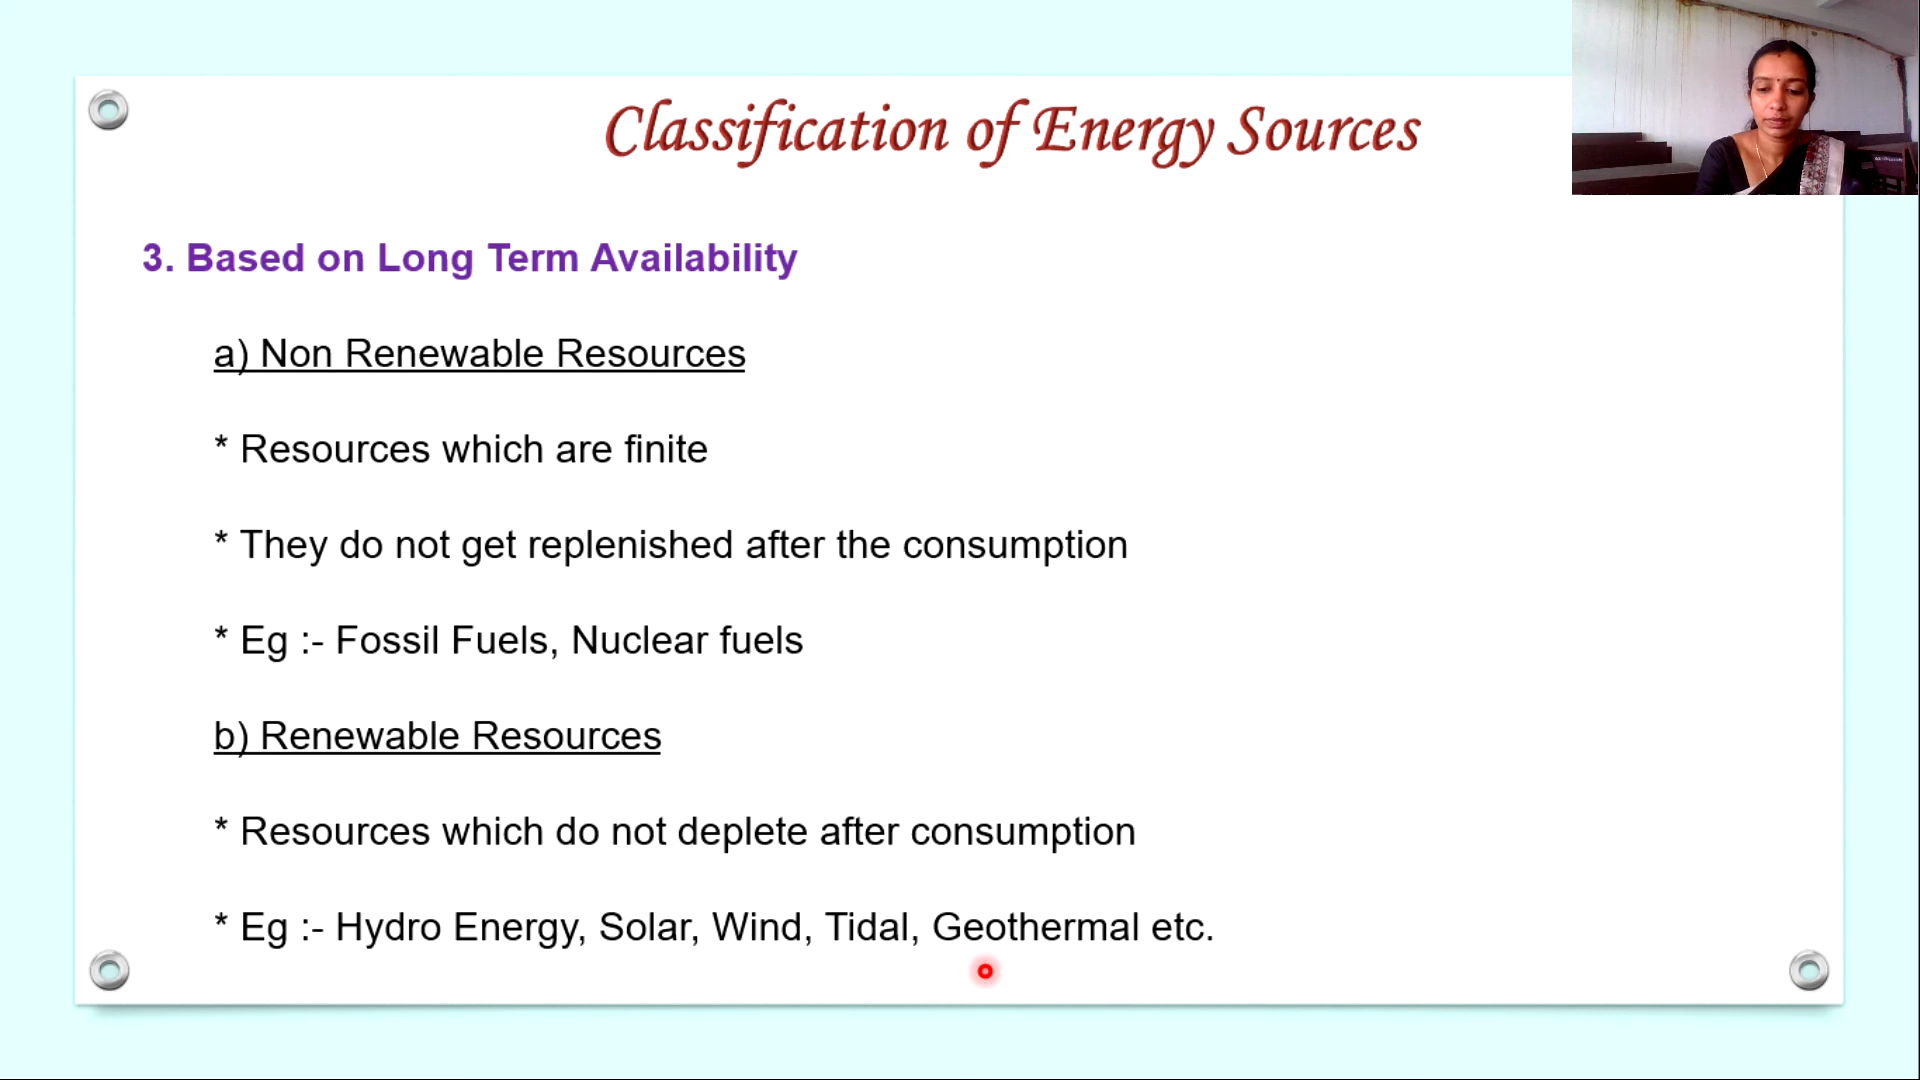 Classification of Energy Sources
3. Based on Long Term Availability
a) Non Renewable Resources
* Resources which are finite
* They do not get replenished after the consumption
* Eg :- Fossil Fuels, Nuclear fuels
b) Renewable Resources
* Resources which do not deplete after consumption
* Eg :- Hydro Energy, Solar, Wind, Tidal, Geothermal etc.